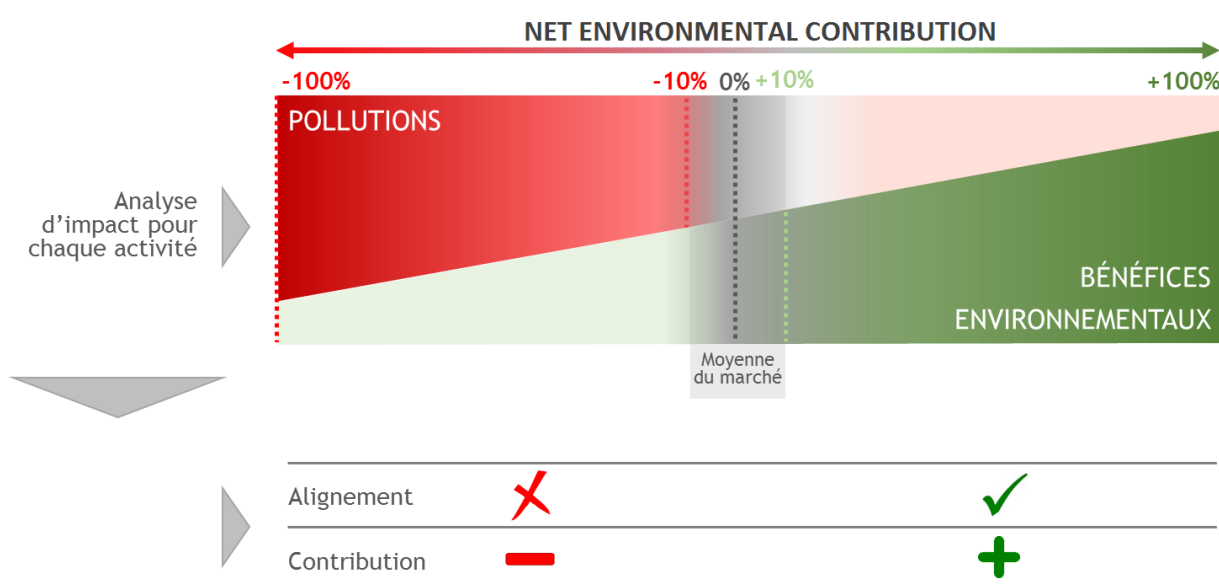 NET ENVIRONMENTAL CONTRIBUTION
-100%
-10%
0%
+10%
+100%
POLLUTIONS
Analyse
d’impact pour
chaque activité
BÉNÉFICES
ENVIRONNEMENTAUX
Moyenne
du marché
Alignement
Contribution